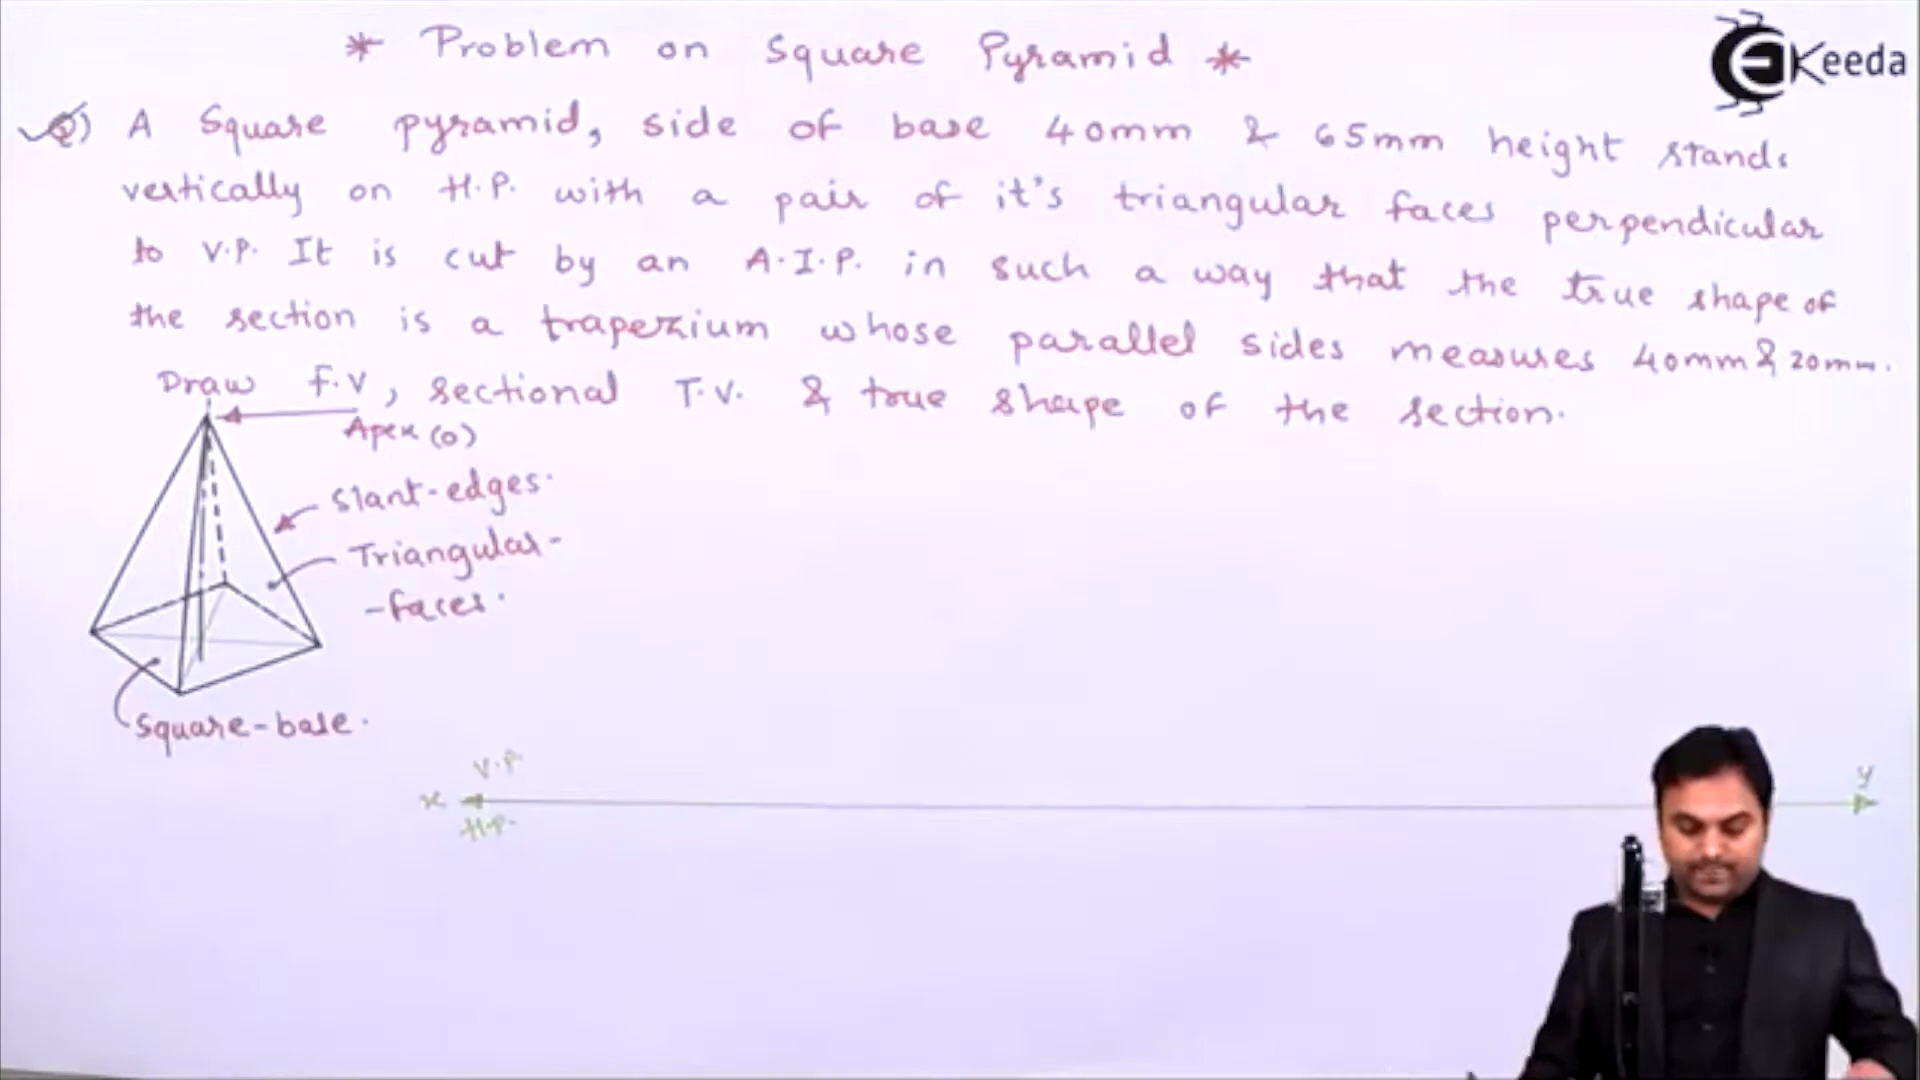 * Problem on Square Pyramid *
EKeeda
Q) A Square pyramid, side of base 40mm & 65mm height stands
vertically on H.P. with a pair of it's triangular faces perpendicular
to V.P. It is cut by an A.I.P. in such a way that the true shape of
the section is a trapezium whose parallel sides measures 40mm & 20mm.
Draw F.V, sectional T.V. & true shape of the section.
Apex (o)
Slant-edges.
Triangular-
-faces.
Square-base.
V.P.
x
y
H.P.